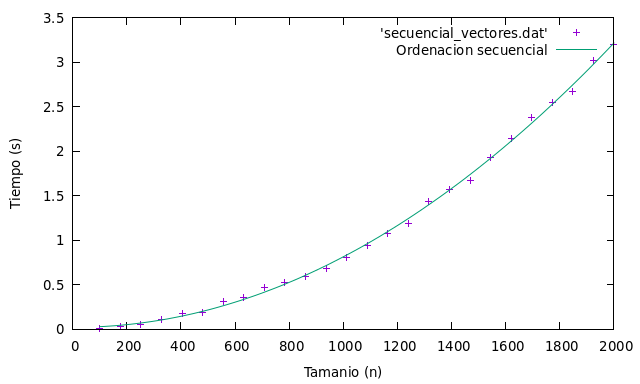 3.5
3
2.5
2
1.5
1
0.5
0
0 200 400 600 800 1000 1200 1400 1600 1800 2000
Tiempo (s)
Tamanio (n)
'secuencial_vectores.dat'
Ordenacion secuencial